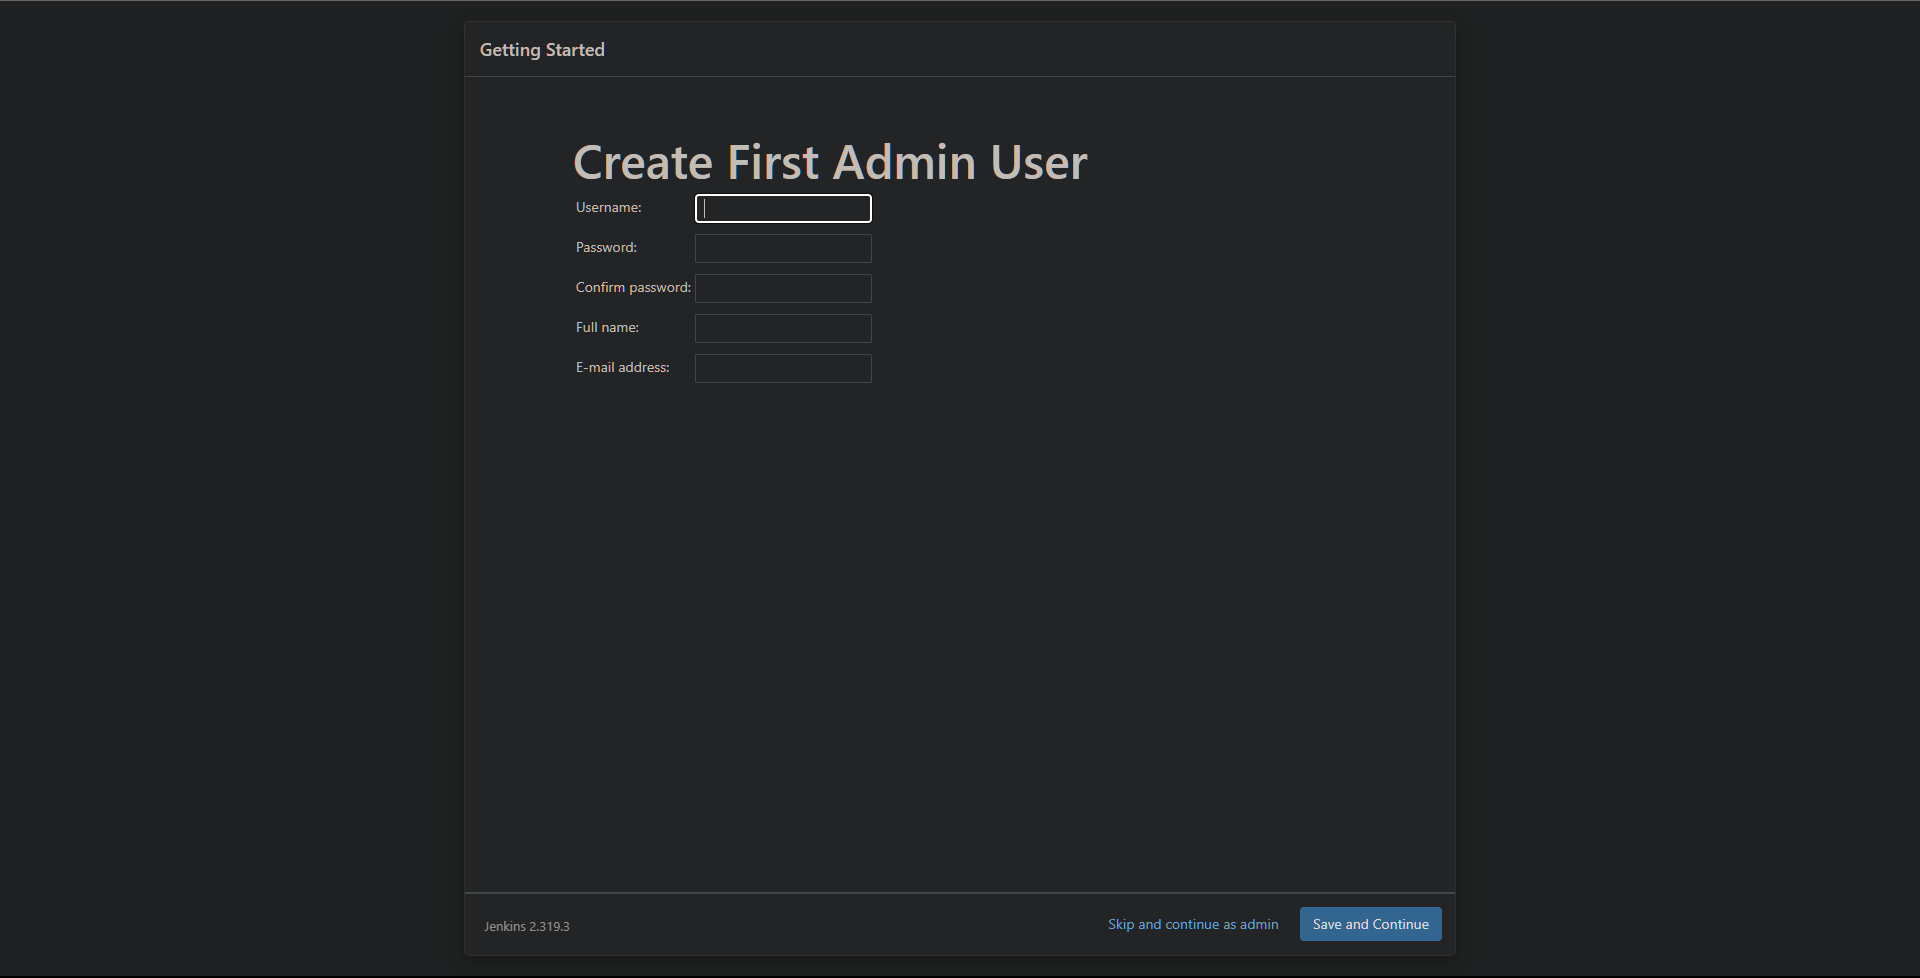 Getting Started
Create First Admin User
Username:
Password:
Confirm password:
Full name:
E-mail address:
Jenkins 2.319.3
Skip and continue as admin
Save and Continue